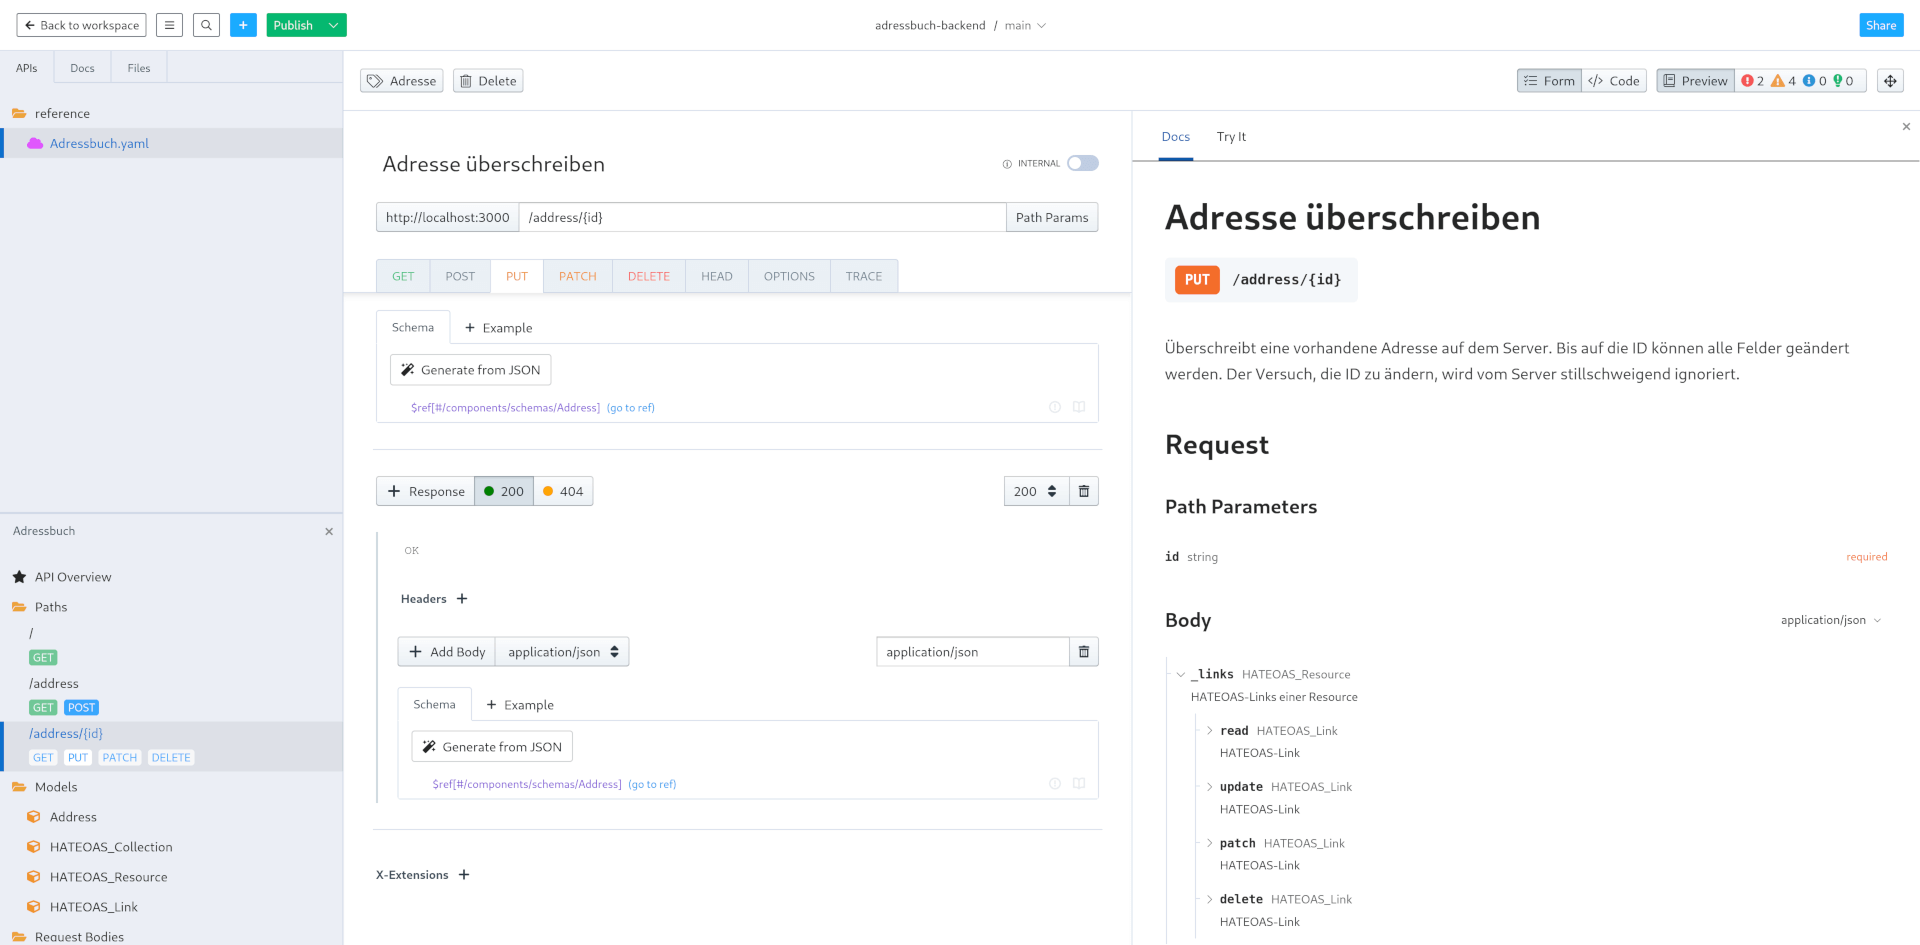 Back to workspace
Publish
adressbuch-backend / main
Share
APIs Docs Files
reference
Adressbuch.yaml
Adressbuch
API Overview
Paths
/
GET
/address
GET POST
/address/{id}
GET PUT PATCH DELETE
Models
Address
HATEOAS_Collection
HATEOAS_Resource
HATEOAS_Link
Request Bodies
Adresse Delete
Form </> Code Preview 2 4 0 0
Adresse überschreiben
INTERNAL
http://localhost:3000 /address/{id} Path Params
GET POST PUT PATCH DELETE HEAD OPTIONS TRACE
Schema + Example
Generate from JSON
$ref[#/components/schemas/Address] (go to ref)
+ Response 200 404 200
OK
Headers +
+ Add Body application/json application/json
Schema + Example
Generate from JSON
$ref[#/components/schemas/Address] (go to ref)
X-Extensions +
Docs Try It
Adresse überschreiben
PUT /address/{id}
Überschreibt eine vorhandene Adresse auf dem Server. Bis auf die ID können alle Felder geändert
werden. Der Versuch, die ID zu ändern, wird vom Server stillschweigend ignoriert.
Request
Path Parameters
id string required
Body application/json
_links HATEOAS_Resource
HATEOAS-Links einer Resource
read HATEOAS_Link
HATEOAS-Link
update HATEOAS_Link
HATEOAS-Link
patch HATEOAS_Link
HATEOAS-Link
delete HATEOAS_Link
HATEOAS-Link